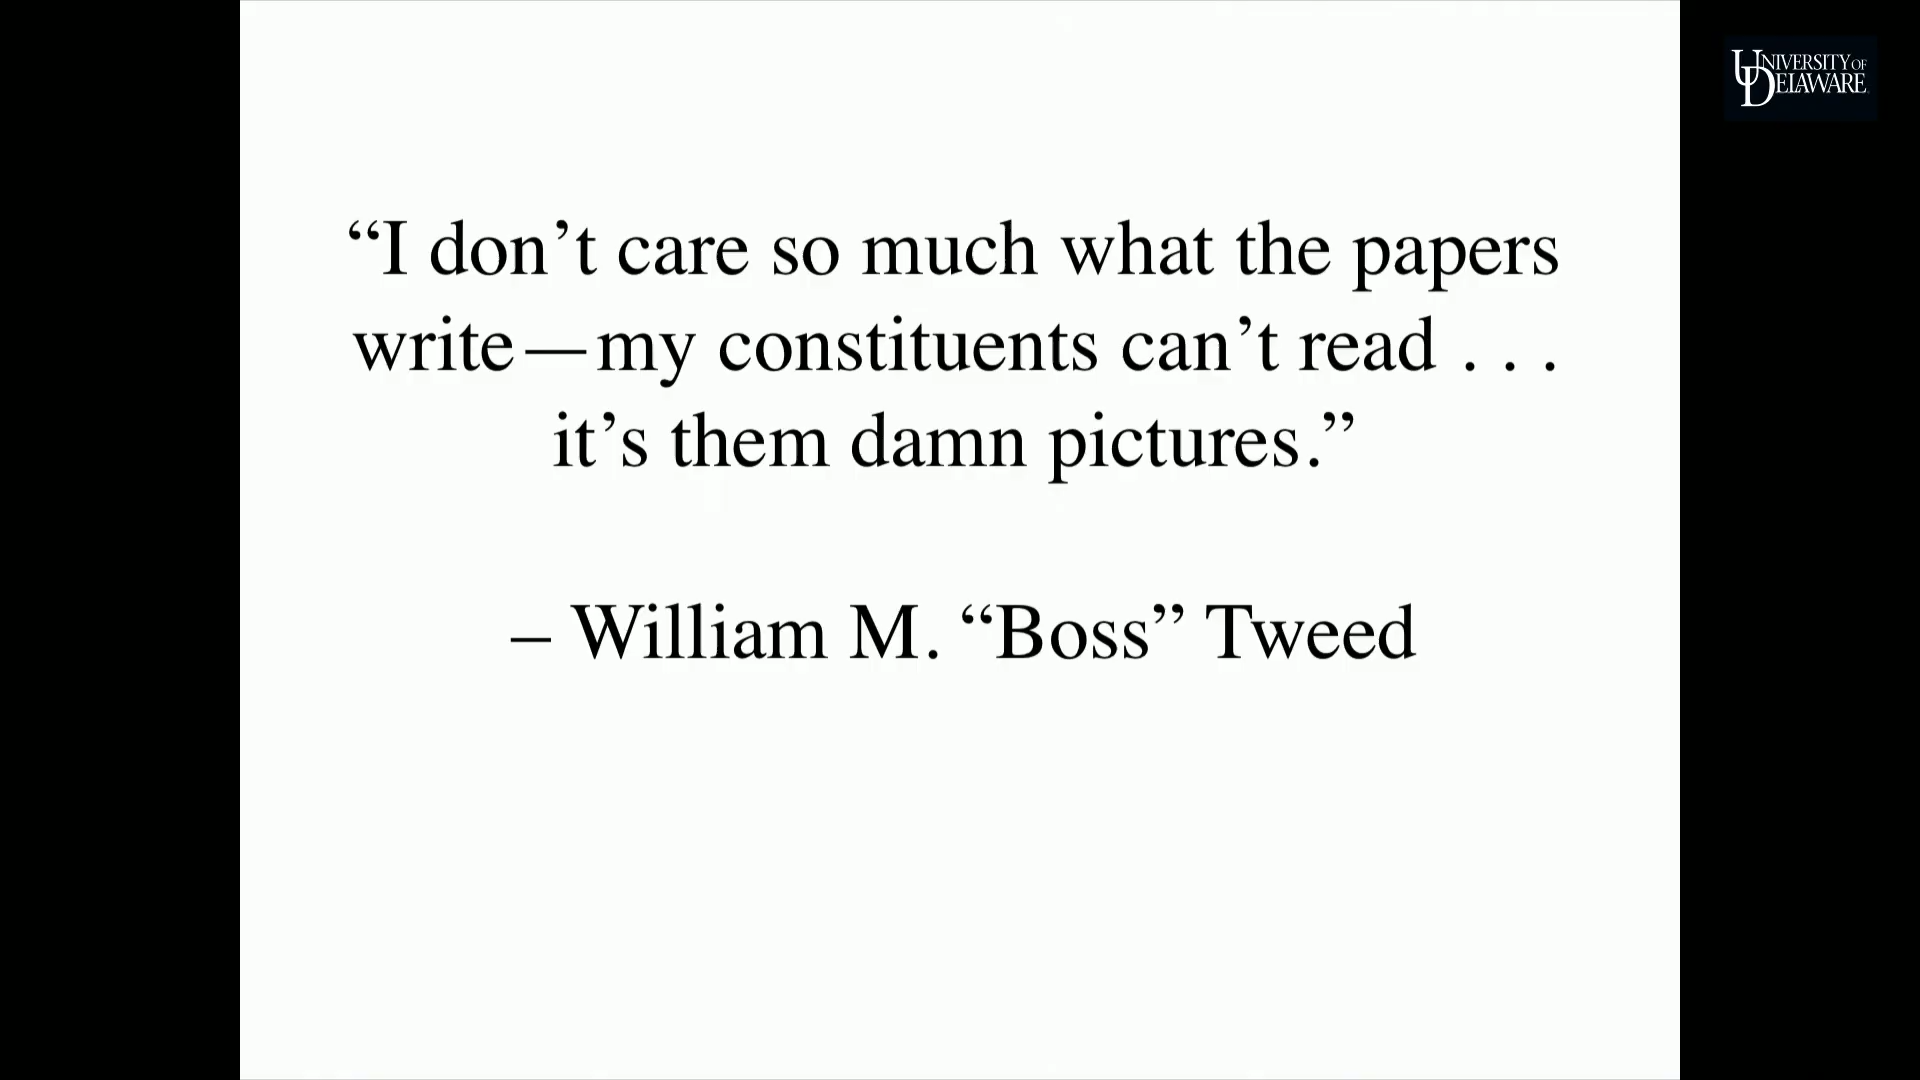 “I don’t care so much what the papers
write—my constituents can’t read . . .
it’s them damn pictures.”
– William M. “Boss” Tweed
UNIVERSITY OF
DELAWARE